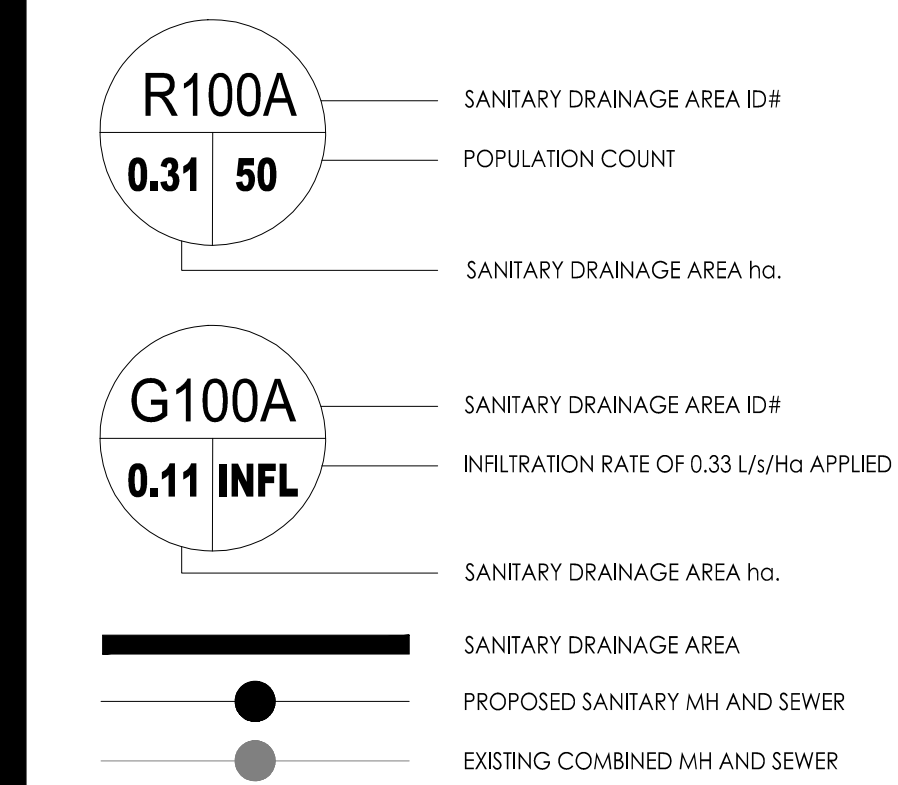 R100A
SANITARY DRAINAGE AREA ID#
0.31 50
POPULATION COUNT
SANITARY DRAINAGE AREA ha.
G100A
SANITARY DRAINAGE AREA ID#
0.11 INFL
INFILTRATION RATE OF 0.33 L/s/Ha APPLIED
SANITARY DRAINAGE AREA ha.
SANITARY DRAINAGE AREA
PROPOSED SANITARY MH AND SEWER
EXISTING COMBINED MH AND SEWER